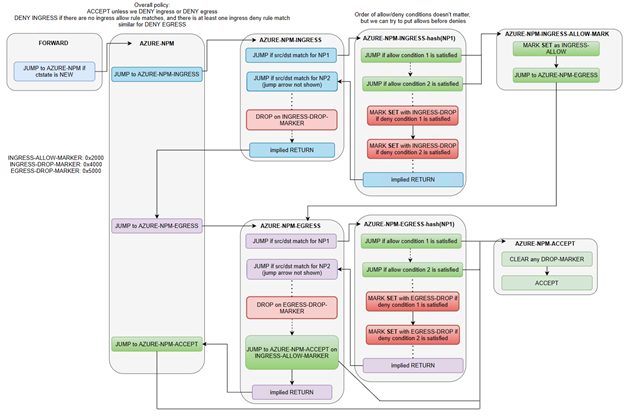 Overall policy:
ACCEPT unless we DENY ingress or DENY egress
DENY INGRESS if there are no ingress allow rule matches, and there is at least one ingress deny rule match
similar for DENY EGRESS
Order of allow/deny conditions doesn't matter,
but we can try to put allows before denies
FORWARD
JUMP to AZURE-NPM if
ctstate is NEW
INGRESS-ALLOW-MARKER: 0x2000
INGRESS-DROP-MARKER: 0x4000
EGRESS-DROP-MARKER: 0x5000
AZURE-NPM
JUMP to AZURE-NPM-INGRESS
JUMP to AZURE-NPM-EGRESS
JUMP to AZURE-NPM-ACCEPT
AZURE-NPM-INGRESS
JUMP if src/dst match for NP1
JUMP if src/dst match for NP2
(jump arrow not shown)
DROP on INGRESS-DROP-
MARKER
implied RETURN
AZURE-NPM-INGRESS-hash(NP1)
JUMP if allow condition 1 is satisfied
JUMP if allow condition 2 is satisfied
MARK SET with INGRESS-DROP
if deny condition 1 is satisfied
MARK SET with INGRESS-DROP
if deny condition 2 is satisfied
implied RETURN
AZURE-NPM-INGRESS-ALLOW-MARK
MARK SET as INGRESS-
ALLOW
JUMP to AZURE-NPM-EGRESS
AZURE-NPM-EGRESS
JUMP if src/dst match for NP1
JUMP if src/dst match for NP2
(jump arrow not shown)
DROP on EGRESS-DROP-
MARKER
JUMP to AZURE-NPM-ACCEPT on
INGRESS-ALLOW-MARKER
implied RETURN
AZURE-NPM-EGRESS-hash(NP1)
JUMP if allow condition 1 is satisfied
JUMP if allow condition 2 is satisfied
MARK SET with EGRESS-DROP if
deny condition 1 is satisfied
MARK SET with EGRESS-DROP if
deny condition 2 is satisfied
implied RETURN
AZURE-NPM-ACCEPT
CLEAR any DROP-MARKER
ACCEPT